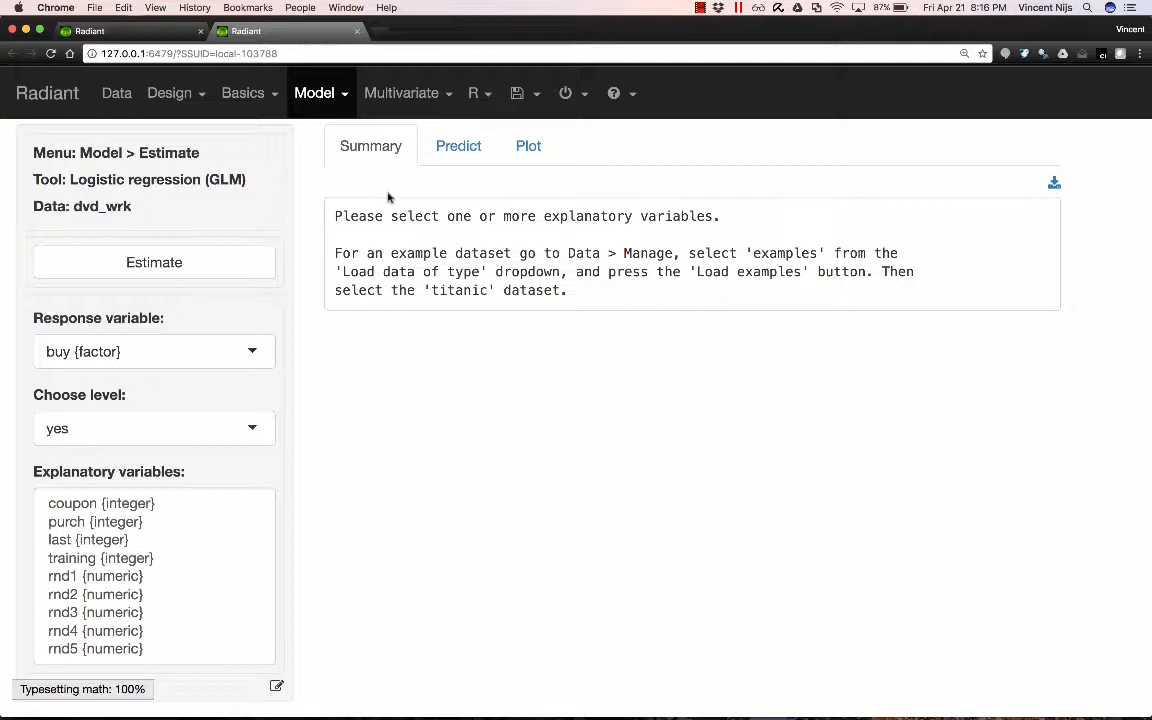 Chrome File Edit View History Bookmarks People Window Help 87% Fri Apr 21 8:16 PM Vincent Nijs
Radiant Radiant Vincent
127.0.0.1:6479/?SSUID=local-103788
Radiant Data Design Basics Model Multivariate R
Menu: Model > Estimate
Tool: Logistic regression (GLM)
Data: dvd_wrk
Estimate
Response variable:
buy {factor}
Choose level:
yes
Explanatory variables:
coupon {integer}
purch {integer}
last {integer}
training {integer}
rnd1 {numeric}
rnd2 {numeric}
rnd3 {numeric}
rnd4 {numeric}
rnd5 {numeric}
Typesetting math: 100%
Summary Predict Plot
Please select one or more explanatory variables.
For an example dataset go to Data > Manage, select 'examples' from the
'Load data of type' dropdown, and press the 'Load examples' button. Then
select the 'titanic' dataset.